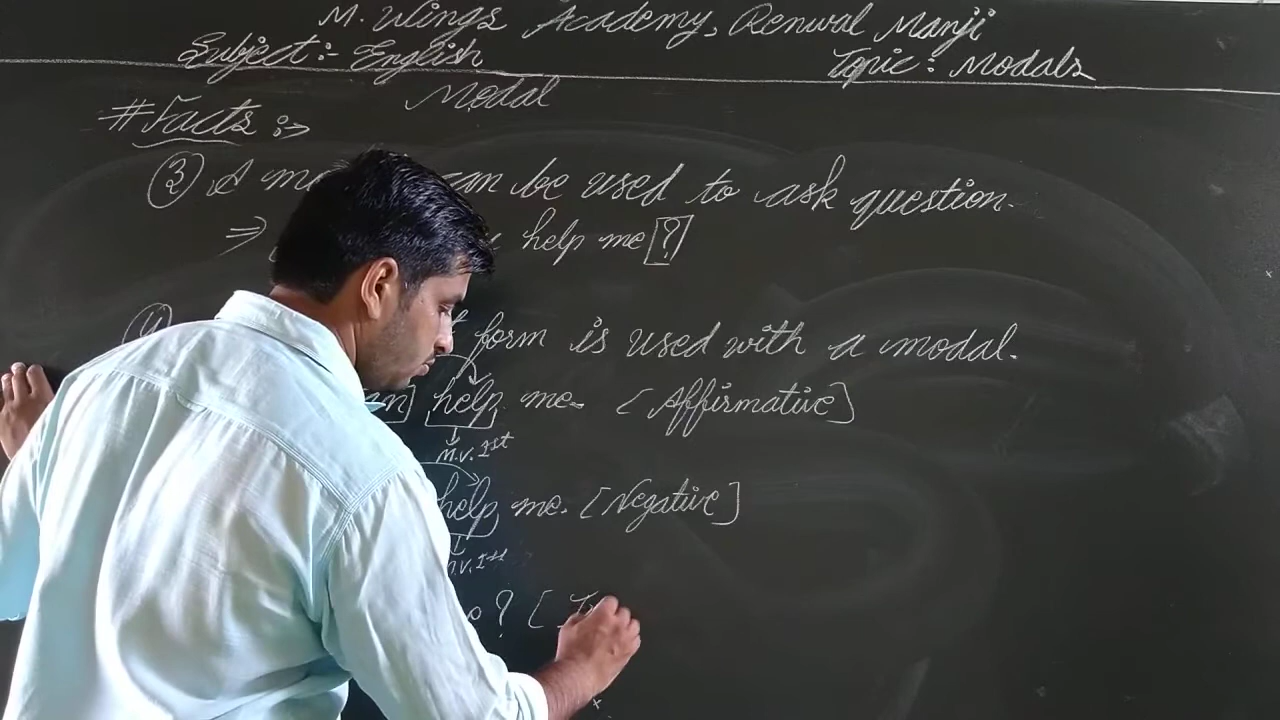 M. Wings Academy, Renwal Manji
Subject :- English Topic : Modals
Modal
# Facts :->
③ A can be used to ask question.
⇒ help me [?]
④ form is used with a modal.
help me. [Affirmative]
M.V. 1st
help me. [Negative]
M.V. 1st
? [